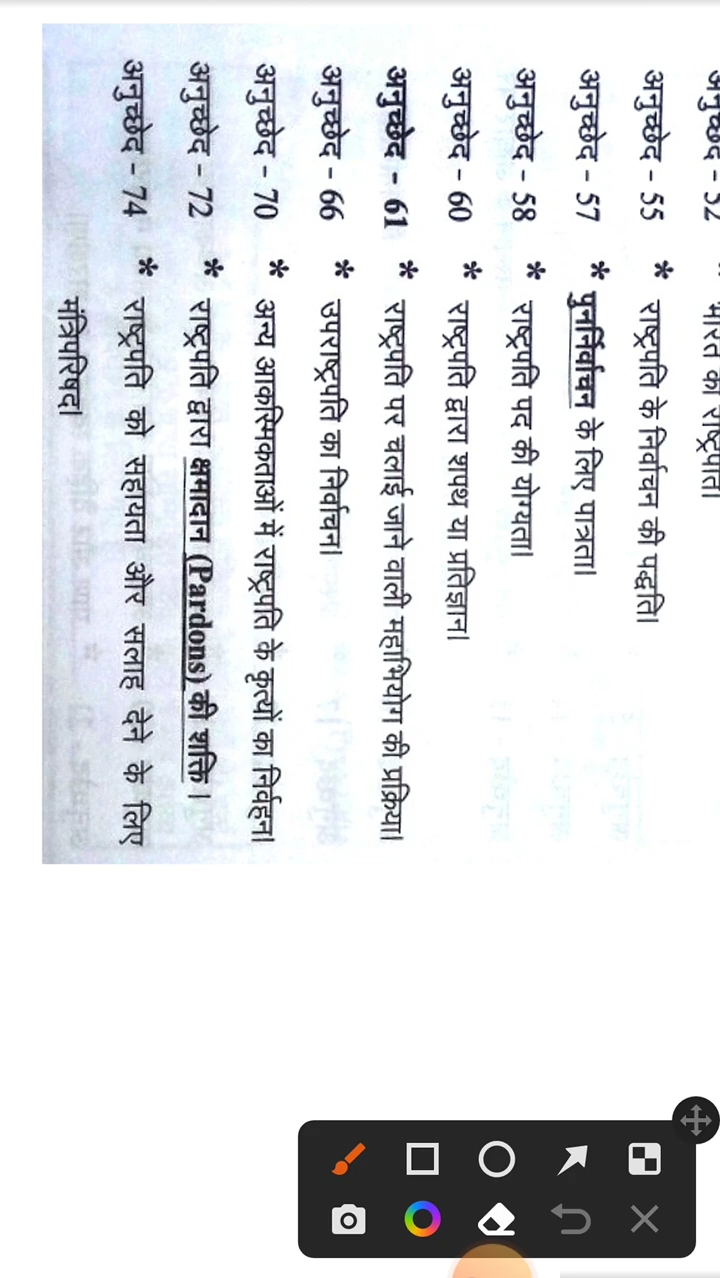 अनुच्छेद - 52 * भारत का राष्ट्रपति।
अनुच्छेद - 55 * राष्ट्रपति के निर्वाचन की पद्धति।
अनुच्छेद - 57 * पुनर्निर्वाचन के लिए पात्रता।
अनुच्छेद - 58 * राष्ट्रपति पद की योग्यता।
अनुच्छेद - 60 * राष्ट्रपति द्वारा शपथ या प्रतिज्ञान।
अनुच्छेद - 61 * राष्ट्रपति पर चलाई जाने वाली महाभियोग की प्रक्रिया।
अनुच्छेद - 66 * उपराष्ट्रपति का निर्वाचन।
अनुच्छेद - 70 * अन्य आकस्मिकताओं में राष्ट्रपति के कृत्यों का निर्वहन।
अनुच्छेद - 72 * राष्ट्रपति द्वारा क्षमादान (Pardons) की शक्ति ।
अनुच्छेद - 74 * राष्ट्रपति को सहायता और सलाह देने के लिए
मंत्रिपरिषद।